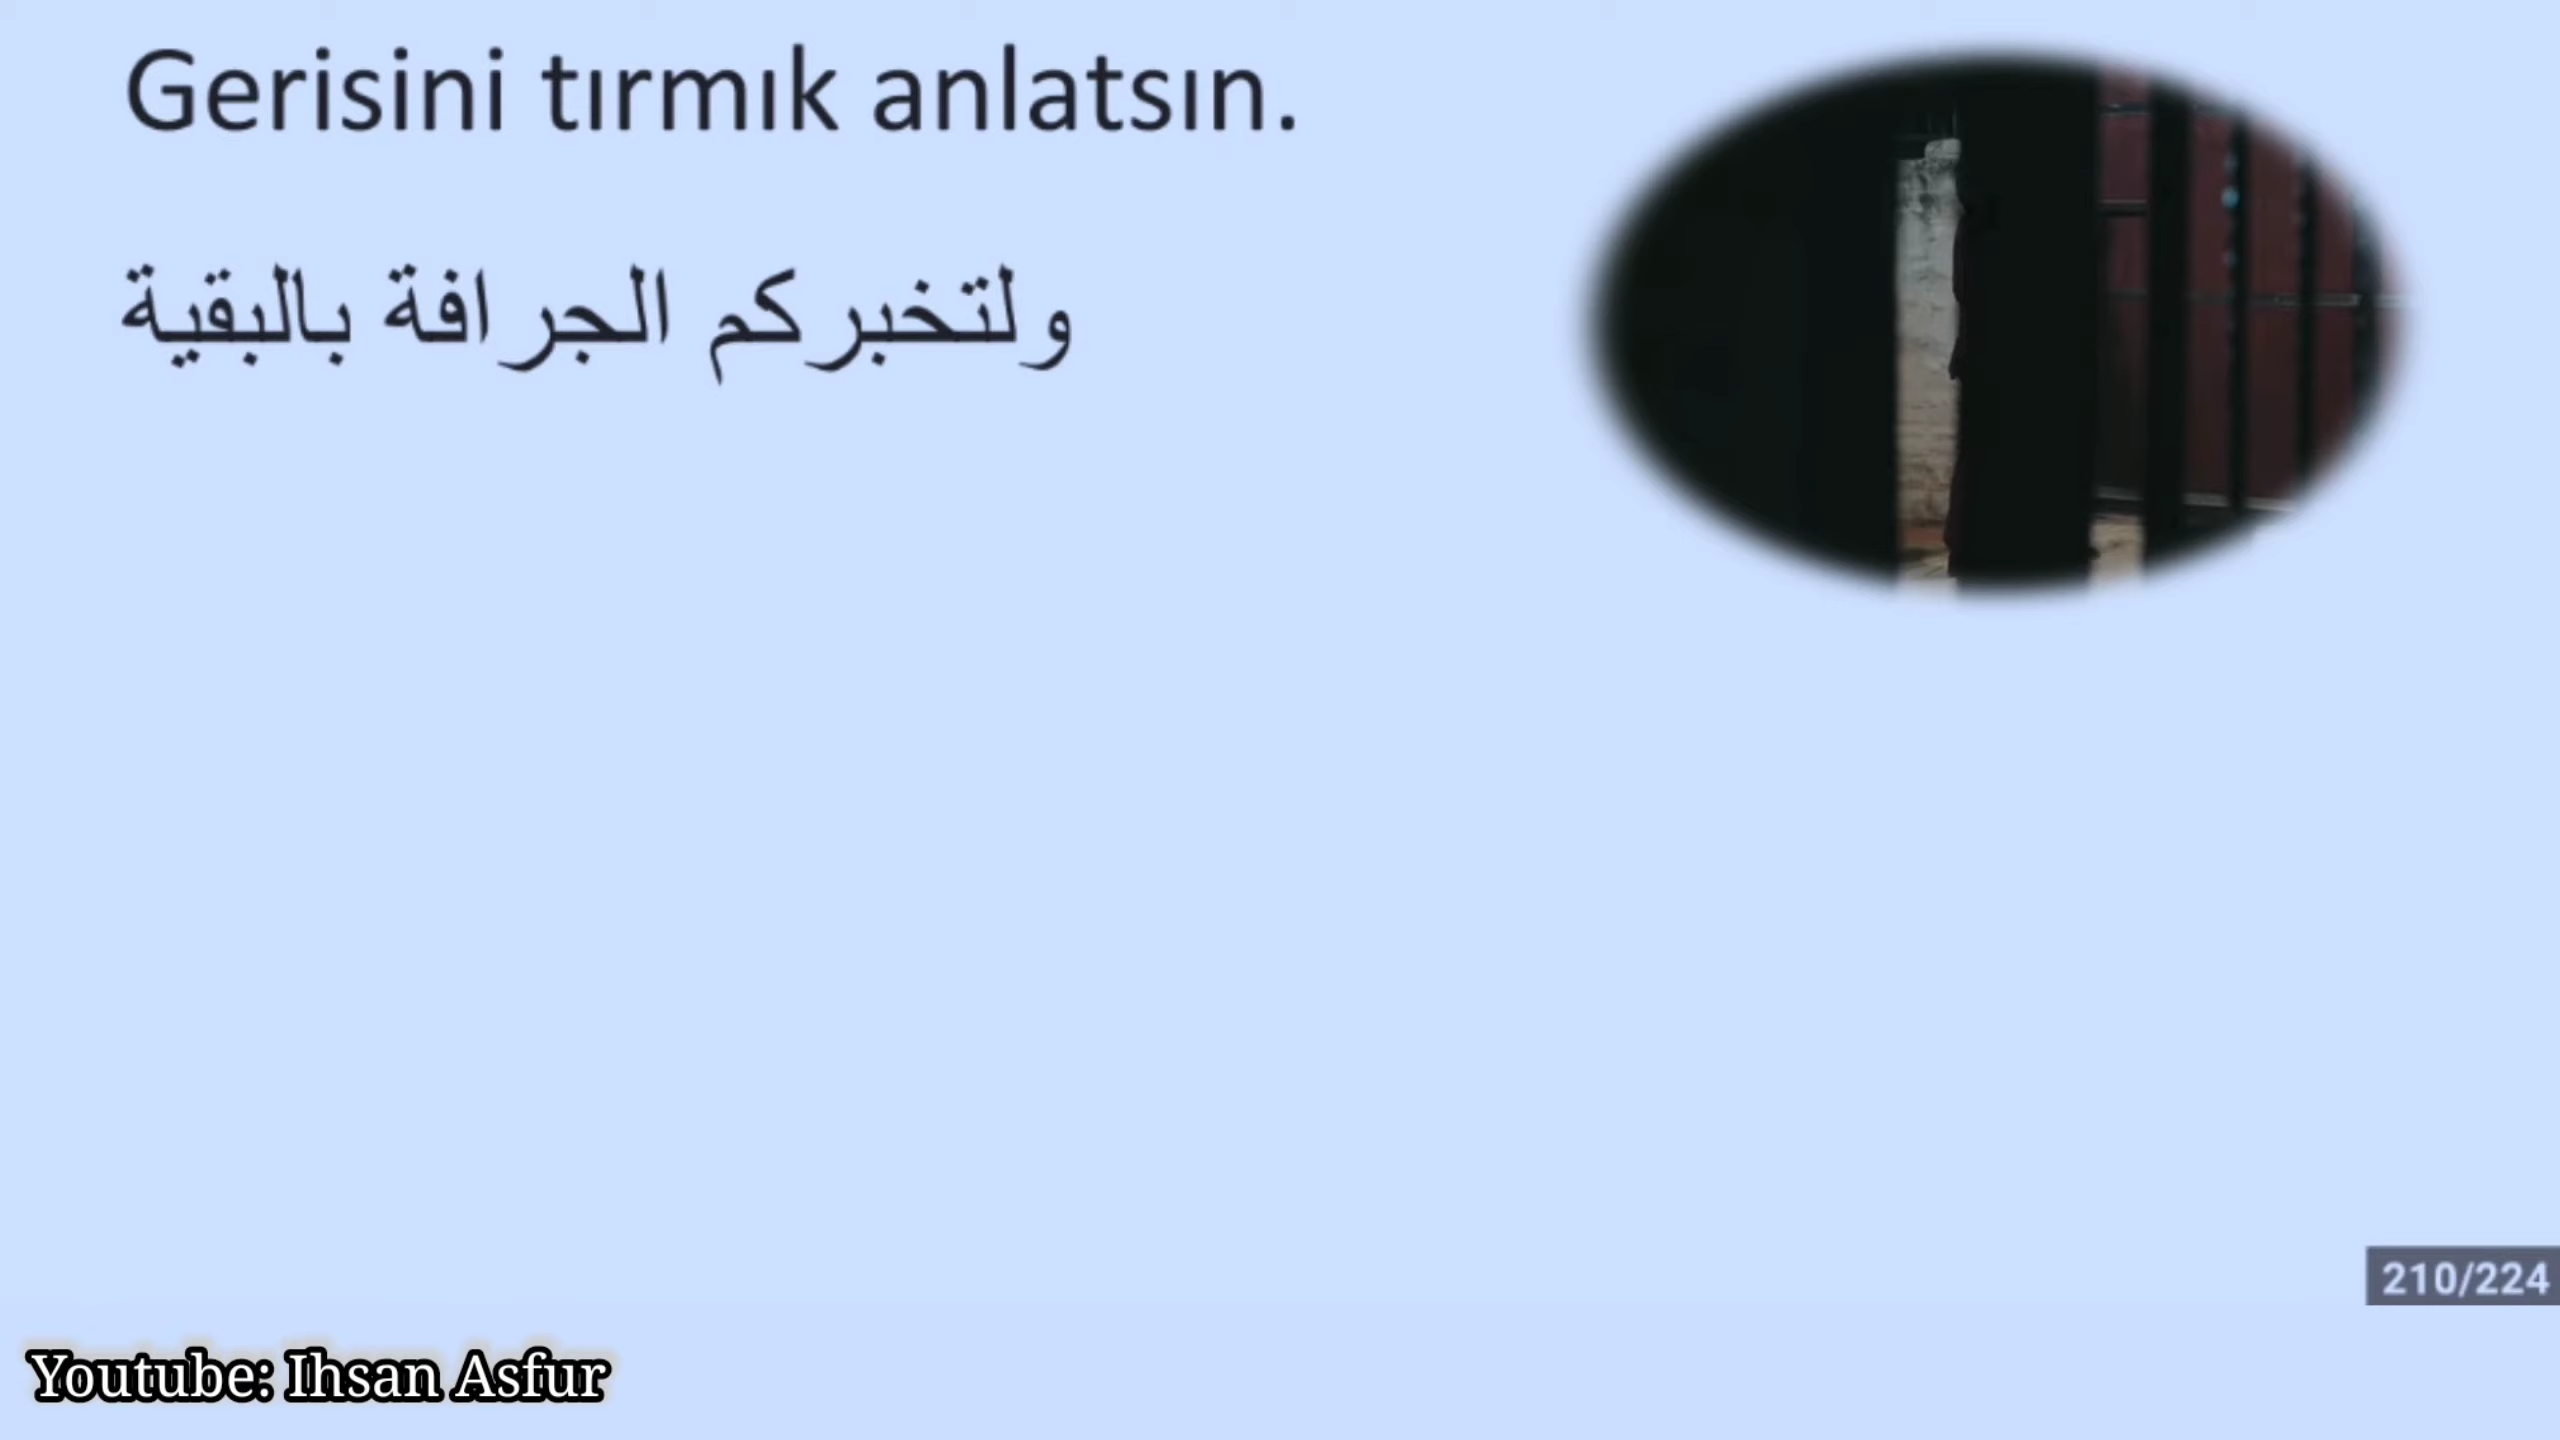 Gerisini tırmık anlatsın.
ولتخبركم الجرافة بالبقية
210/224
Youtube: Ihsan Asfur